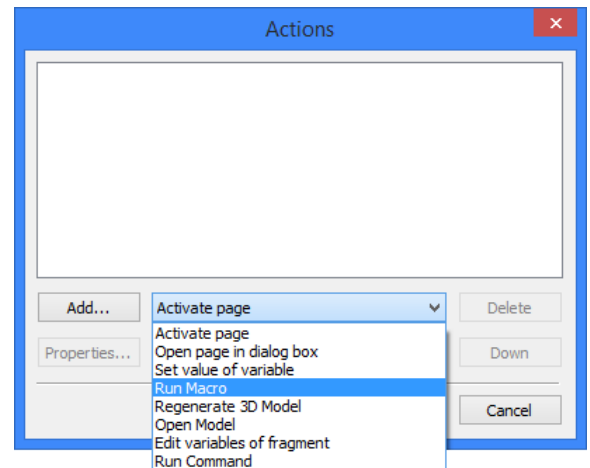 Actions
Add...
Activate page
Delete
Properties...
Activate page
Open page in dialog box
Set value of variable
Run Macro
Regenerate 3D Model
Open Model
Edit variables of fragment
Run Command
Down
Cancel